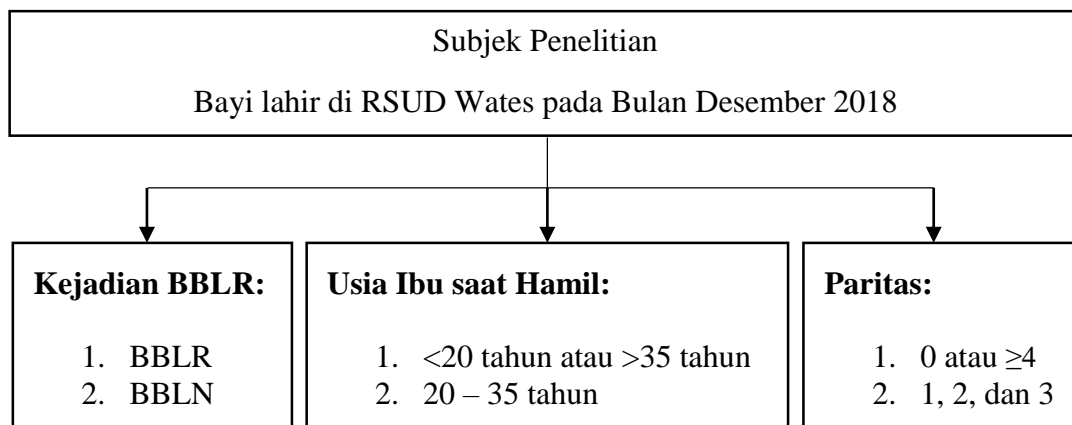 Subjek Penelitian
Bayi lahir di RSUD Wates pada Bulan Desember 2018
Kejadian BBLR:
1. BBLR
2. BBLN
Usia Ibu saat Hamil:
1. <20 tahun atau >35 tahun
2. 20 – 35 tahun
Paritas:
1. 0 atau ≥4
2. 1, 2, dan 3